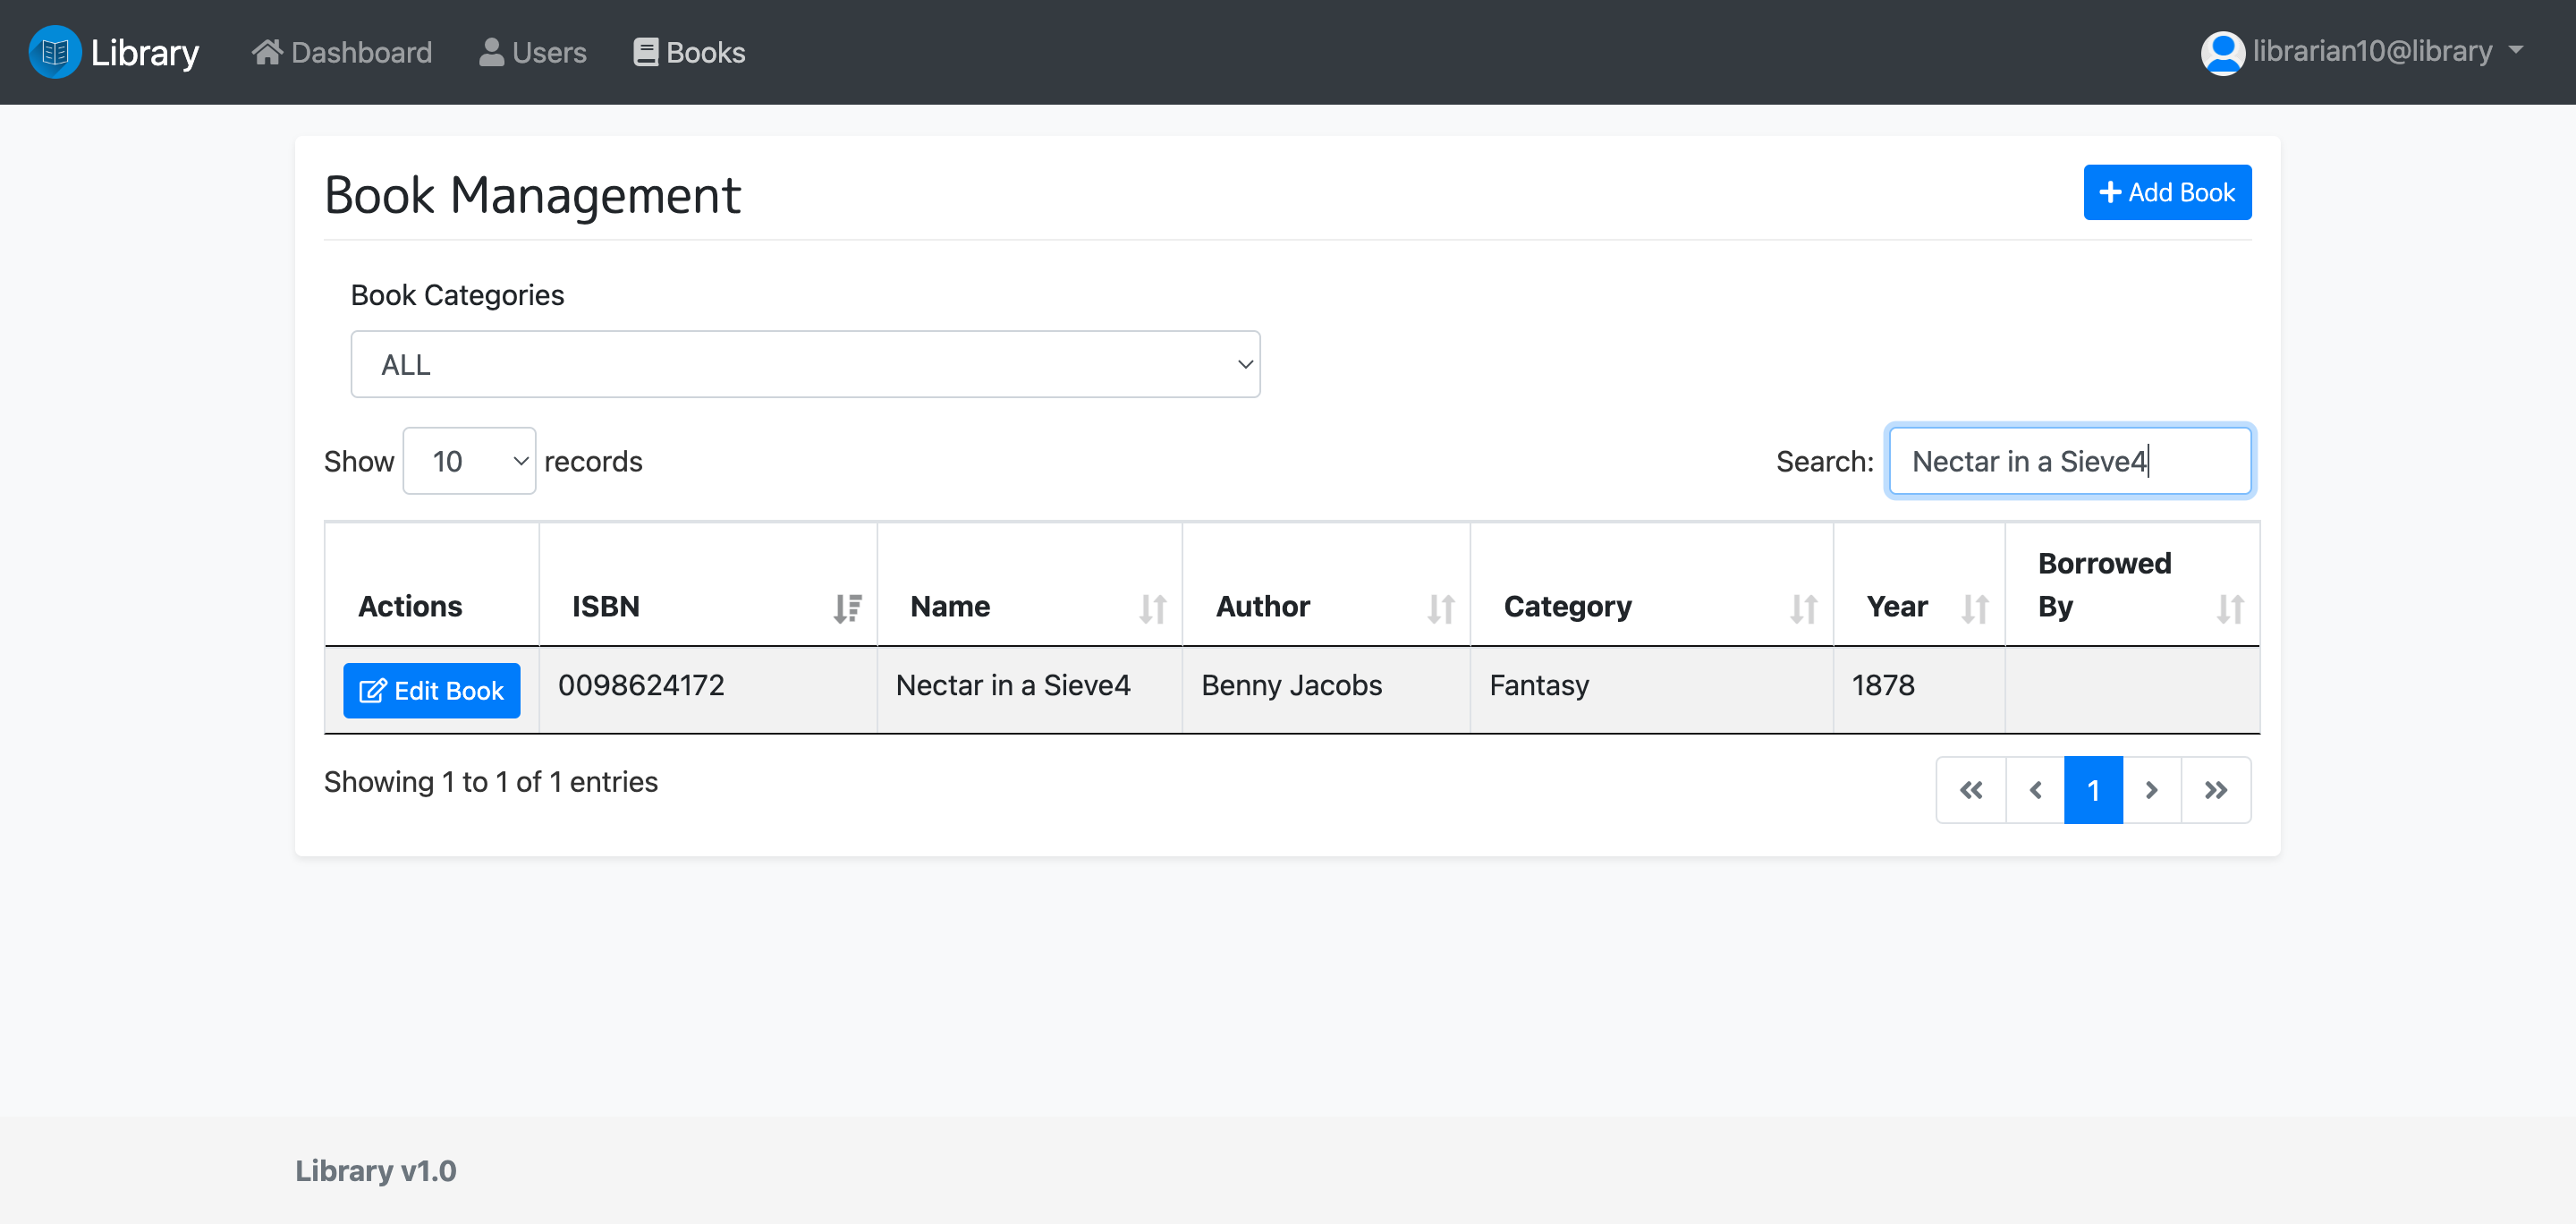 Library Dashboard Users Books librarian10@library
Book Management Add Book
Book Categories
ALL
Show 10 records Search: Nectar in a Sieve4
Actions ISBN Name Author Category Year Borrowed By
Edit Book 0098624172 Nectar in a Sieve4 Benny Jacobs Fantasy 1878
Showing 1 to 1 of 1 entries 1
Library v1.0